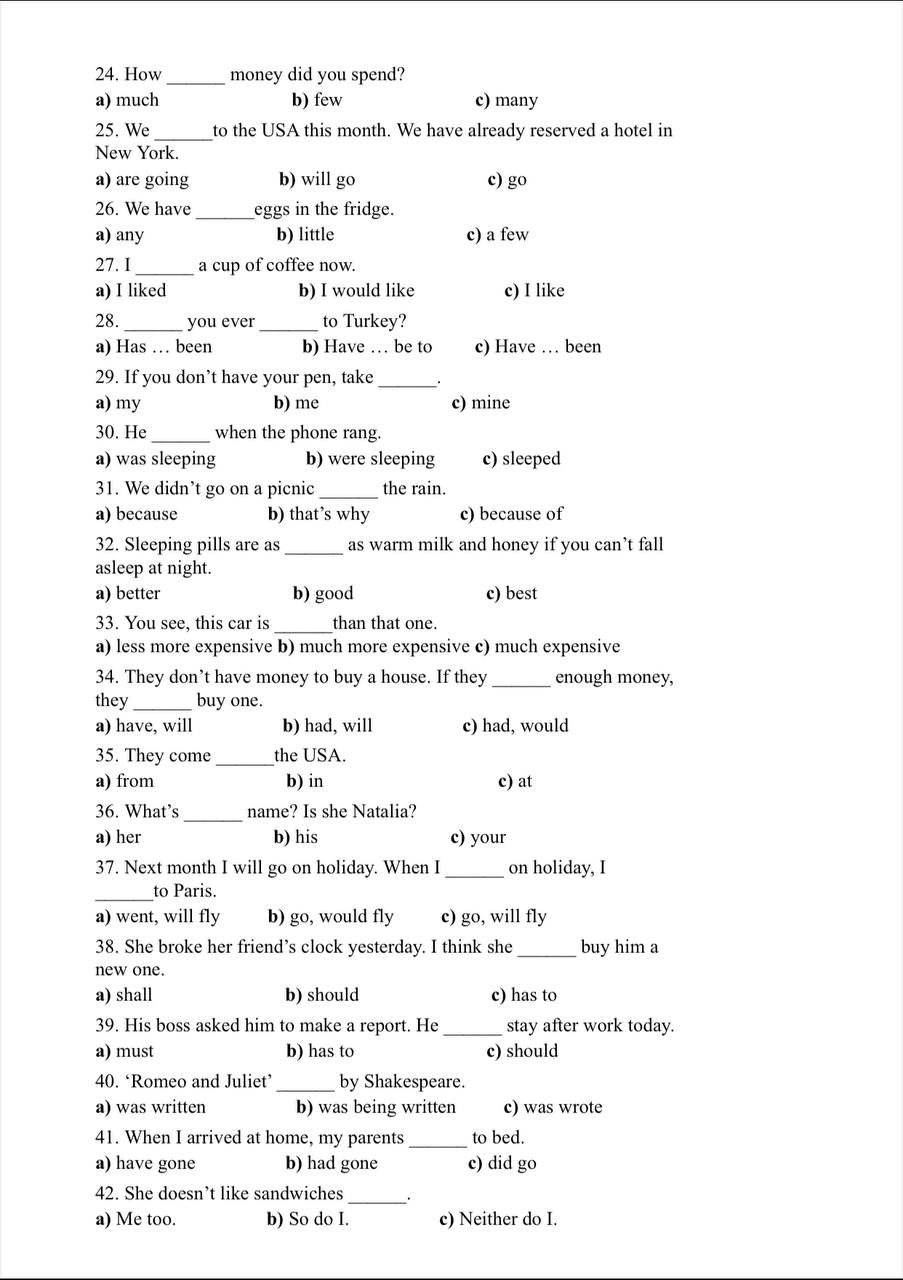 24. How ______ money did you spend?
a) much b) few c) many
25. We ______to the USA this month. We have already reserved a hotel in
New York.
a) are going b) will go c) go
26. We have ______eggs in the fridge.
a) any b) little c) a few
27. I ______ a cup of coffee now.
a) I liked b) I would like c) I like
28. ______ you ever ______ to Turkey?
a) Has … been b) Have … be to c) Have … been
29. If you don’t have your pen, take ______.
a) my b) me c) mine
30. He ______ when the phone rang.
a) was sleeping b) were sleeping c) sleeped
31. We didn’t go on a picnic ______ the rain.
a) because b) that’s why c) because of
32. Sleeping pills are as ______ as warm milk and honey if you can’t fall
asleep at night.
a) better b) good c) best
33. You see, this car is ______than that one.
a) less more expensive b) much more expensive c) much expensive
34. They don’t have money to buy a house. If they ______ enough money,
they ______ buy one.
a) have, will b) had, will c) had, would
35. They come ______the USA.
a) from b) in c) at
36. What’s ______ name? Is she Natalia?
a) her b) his c) your
37. Next month I will go on holiday. When I ______ on holiday, I
______to Paris.
a) went, will fly b) go, would fly c) go, will fly
38. She broke her friend’s clock yesterday. I think she ______ buy him a
new one.
a) shall b) should c) has to
39. His boss asked him to make a report. He ______ stay after work today.
a) must b) has to c) should
40. ‘Romeo and Juliet’ ______ by Shakespeare.
a) was written b) was being written c) was wrote
41. When I arrived at home, my parents ______ to bed.
a) have gone b) had gone c) did go
42. She doesn’t like sandwiches ______.
a) Me too. b) So do I. c) Neither do I.